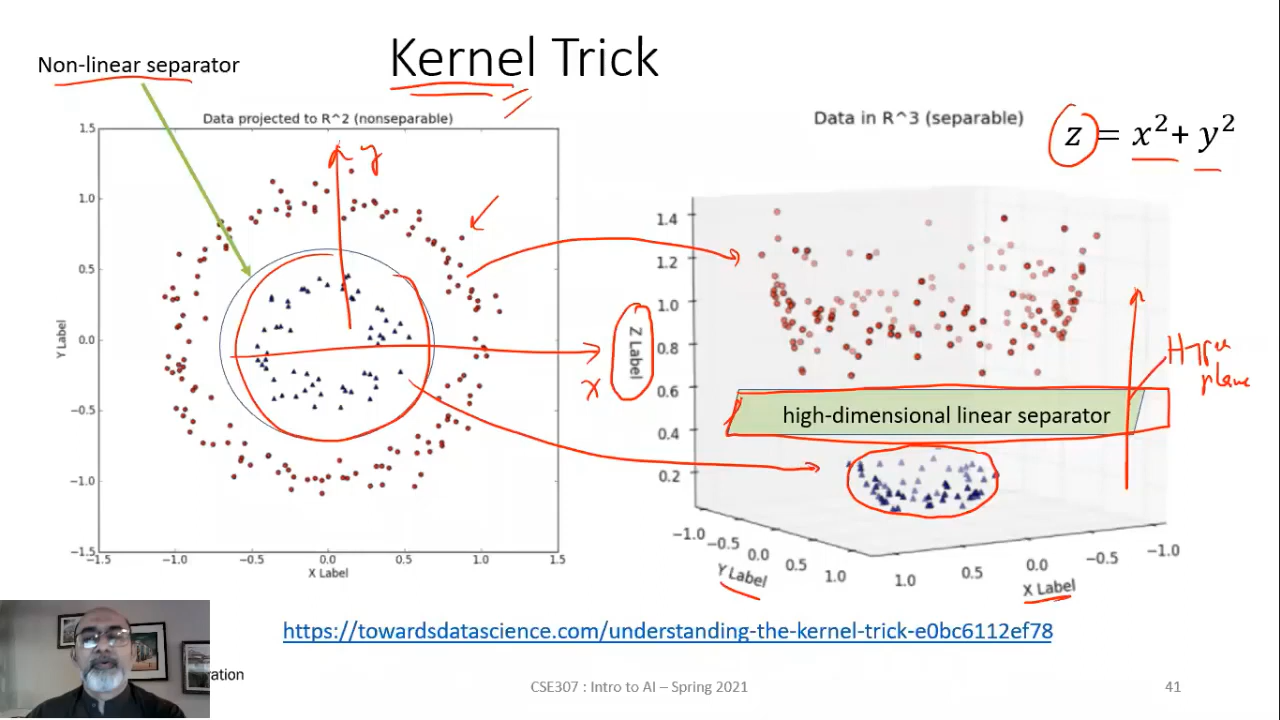 Kernel Trick
Non-linear separator
Data projected to R^2 (nonseparable)
1.5
1.0
0.5
0.0
−0.5
−1.0
−1.5
Y Label
−1.5
−1.0
−0.5
0.0
0.5
1.0
1.5
X Label
y
x
Data in R^3 (separable)
z = x² + y²
1.4
1.2
1.0
0.8
0.6
0.4
0.2
Z Label
high-dimensional linear separator
plane
−1.0
−0.5
0.0
0.5
1.0
Y Label
1.0
0.5
0.0
−0.5
−1.0
X Label
https://towardsdatascience.com/understanding-the-kernel-trick-e0bc6112ef78
ration
CSE307 : Intro to AI – Spring 2021
41